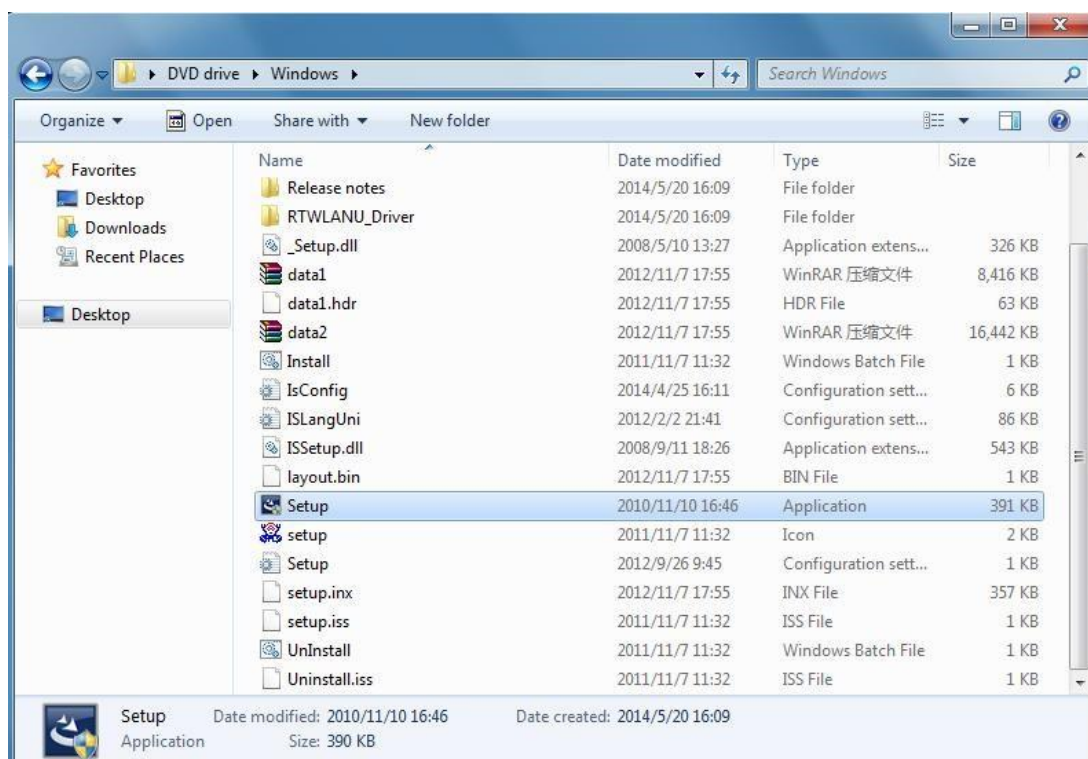 DVD drive Windows
Search Windows
Organize Open Share with New folder
Name Date modified Type Size
Favorites
Desktop
Downloads
Recent Places
Desktop
Release notes 2014/5/20 16:09 File folder
RTWLANU_Driver 2014/5/20 16:09 File folder
_Setup.dll 2008/5/10 13:27 Application extens... 326 KB
data1 2012/11/7 17:55 WinRAR 压缩文件 8,416 KB
data1.hdr 2012/11/7 17:55 HDR File 63 KB
data2 2012/11/7 17:55 WinRAR 压缩文件 16,442 KB
Install 2011/11/7 11:32 Windows Batch File 1 KB
IsConfig 2014/4/25 16:11 Configuration sett... 6 KB
ISLangUni 2012/2/2 21:41 Configuration sett... 86 KB
ISSetup.dll 2008/9/11 18:26 Application extens... 543 KB
layout.bin 2012/11/7 17:55 BIN File 1 KB
Setup 2010/11/10 16:46 Application 391 KB
setup 2011/11/7 11:32 Icon 2 KB
Setup 2012/9/26 9:45 Configuration sett... 1 KB
setup.inx 2012/11/7 17:55 INX File 357 KB
setup.iss 2011/11/7 11:32 ISS File 1 KB
UnInstall 2011/11/7 11:32 Windows Batch File 1 KB
Uninstall.iss 2011/11/7 11:32 ISS File 1 KB
Setup Date modified: 2010/11/10 16:46 Date created: 2014/5/20 16:09
Application Size: 390 KB